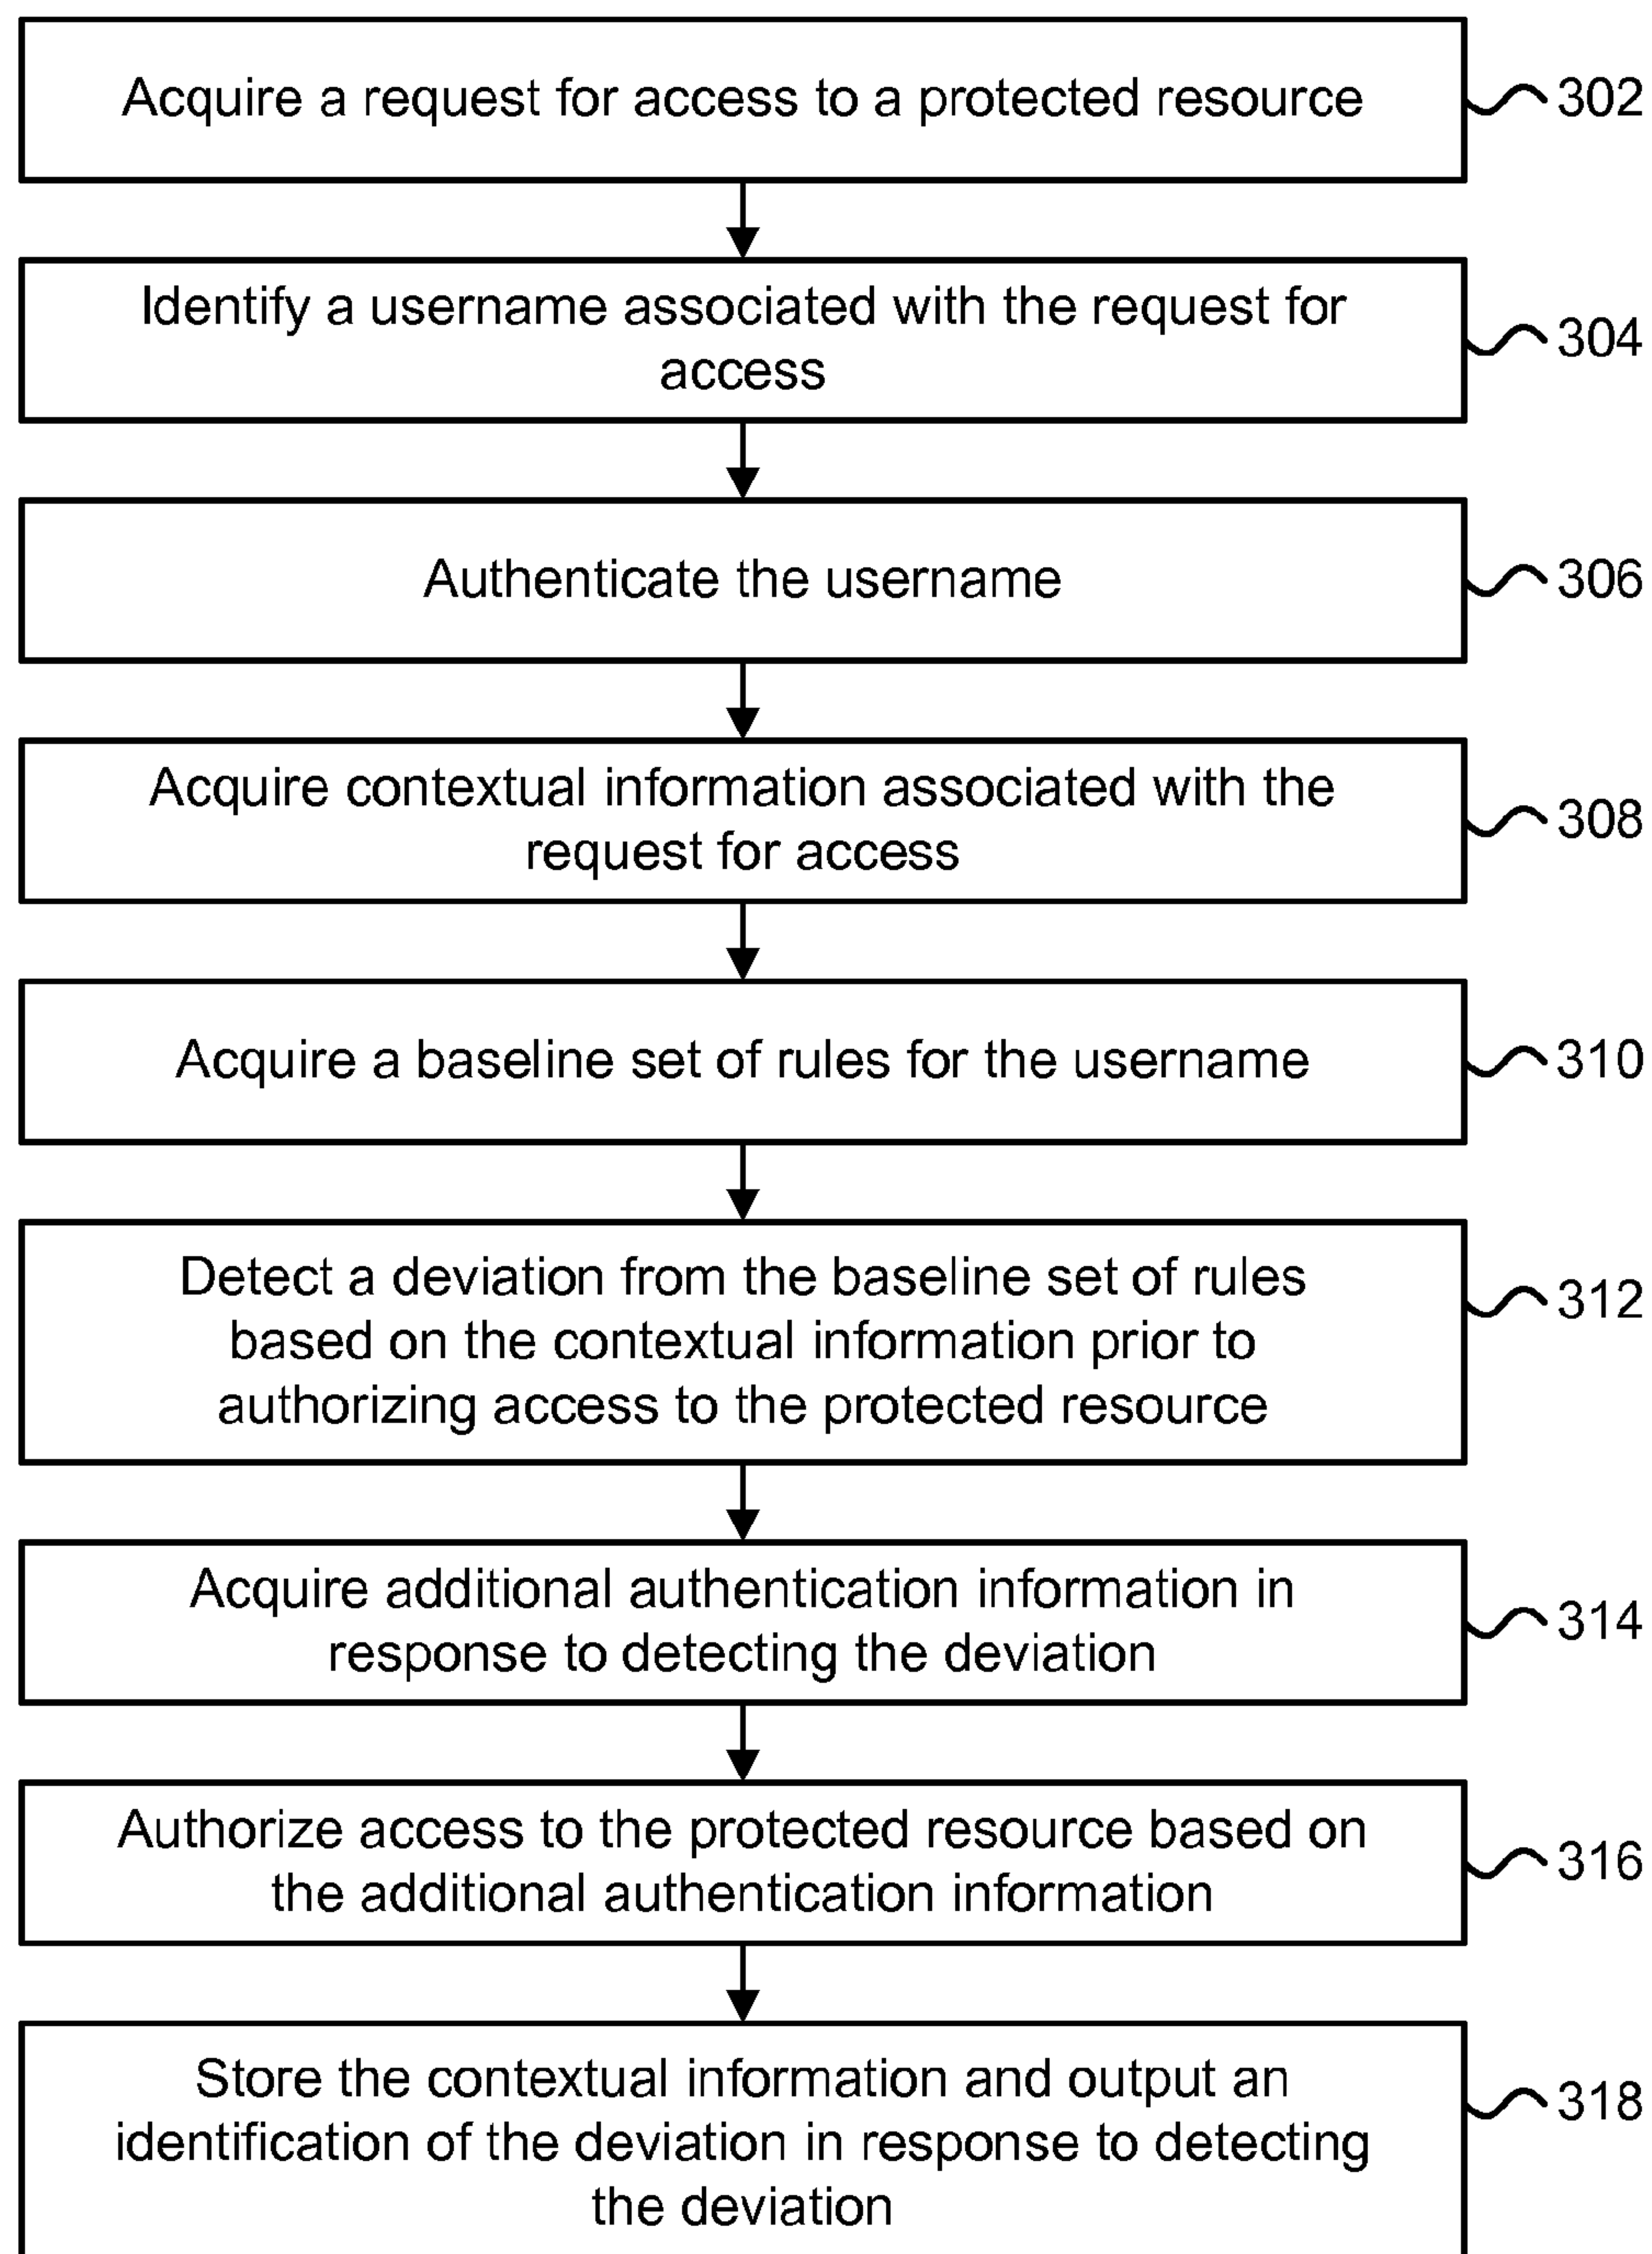 Acquire a request for access to a protected resource
302
Identify a username associated with the request for
access
304
Authenticate the username
306
Acquire contextual information associated with the
request for access
308
Acquire a baseline set of rules for the username
310
Detect a deviation from the baseline set of rules
based on the contextual information prior to
authorizing access to the protected resource
312
Acquire additional authentication information in
response to detecting the deviation
314
Authorize access to the protected resource based on
the additional authentication information
316
Store the contextual information and output an
identification of the deviation in response to detecting
the deviation
318